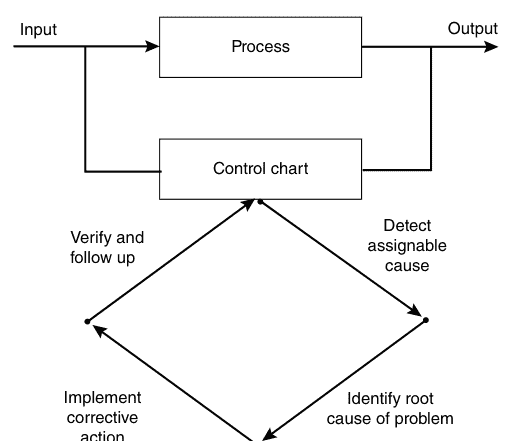 Input
Output
Process
Control chart
Verify and
follow up
Detect
assignable
cause
Implement
corrective
action
Identify root
cause of problem